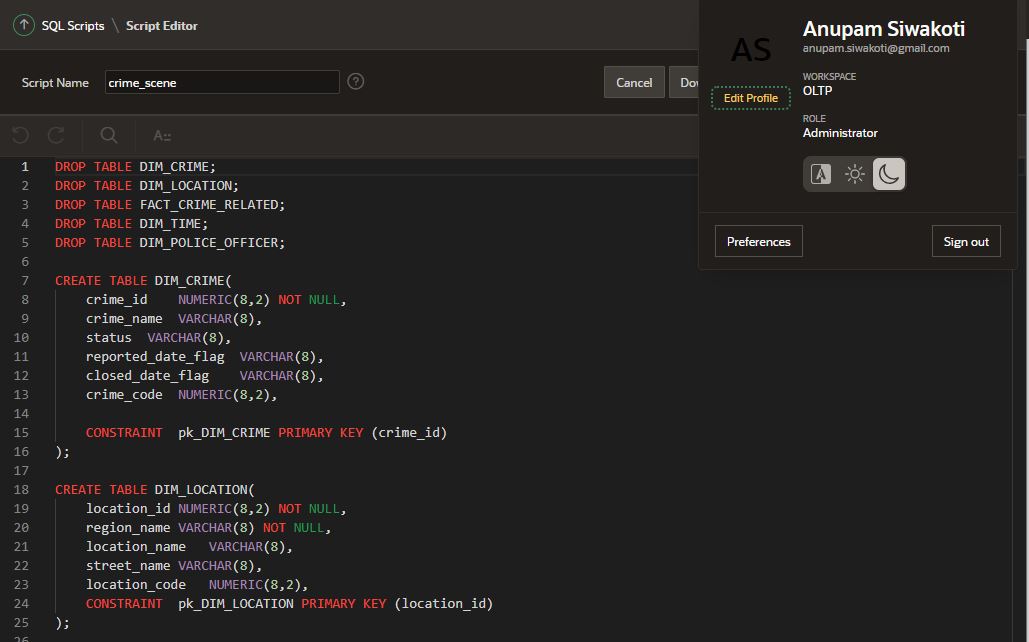 SQL Scripts \ Script Editor
Script Name crime_scene ?
Cancel Dov
A::
1 DROP TABLE DIM_CRIME;
2 DROP TABLE DIM_LOCATION;
3 DROP TABLE FACT_CRIME_RELATED;
4 DROP TABLE DIM_TIME;
5 DROP TABLE DIM_POLICE_OFFICER;
6
7 CREATE TABLE DIM_CRIME(
8 crime_id NUMERIC(8,2) NOT NULL,
9 crime_name VARCHAR(8),
10 status VARCHAR(8),
11 reported_date_flag VARCHAR(8),
12 closed_date_flag VARCHAR(8),
13 crime_code NUMERIC(8,2),
14
15 CONSTRAINT pk_DIM_CRIME PRIMARY KEY (crime_id)
16 );
17
18 CREATE TABLE DIM_LOCATION(
19 location_id NUMERIC(8,2) NOT NULL,
20 region_name VARCHAR(8) NOT NULL,
21 location_name VARCHAR(8),
22 street_name VARCHAR(8),
23 location_code NUMERIC(8,2),
24 CONSTRAINT pk_DIM_LOCATION PRIMARY KEY (location_id)
25 );
26
AS
Edit Profile
Anupam Siwakoti
anupam.siwakoti@gmail.com
WORKSPACE
OLTP
ROLE
Administrator
A
Preferences
Sign out